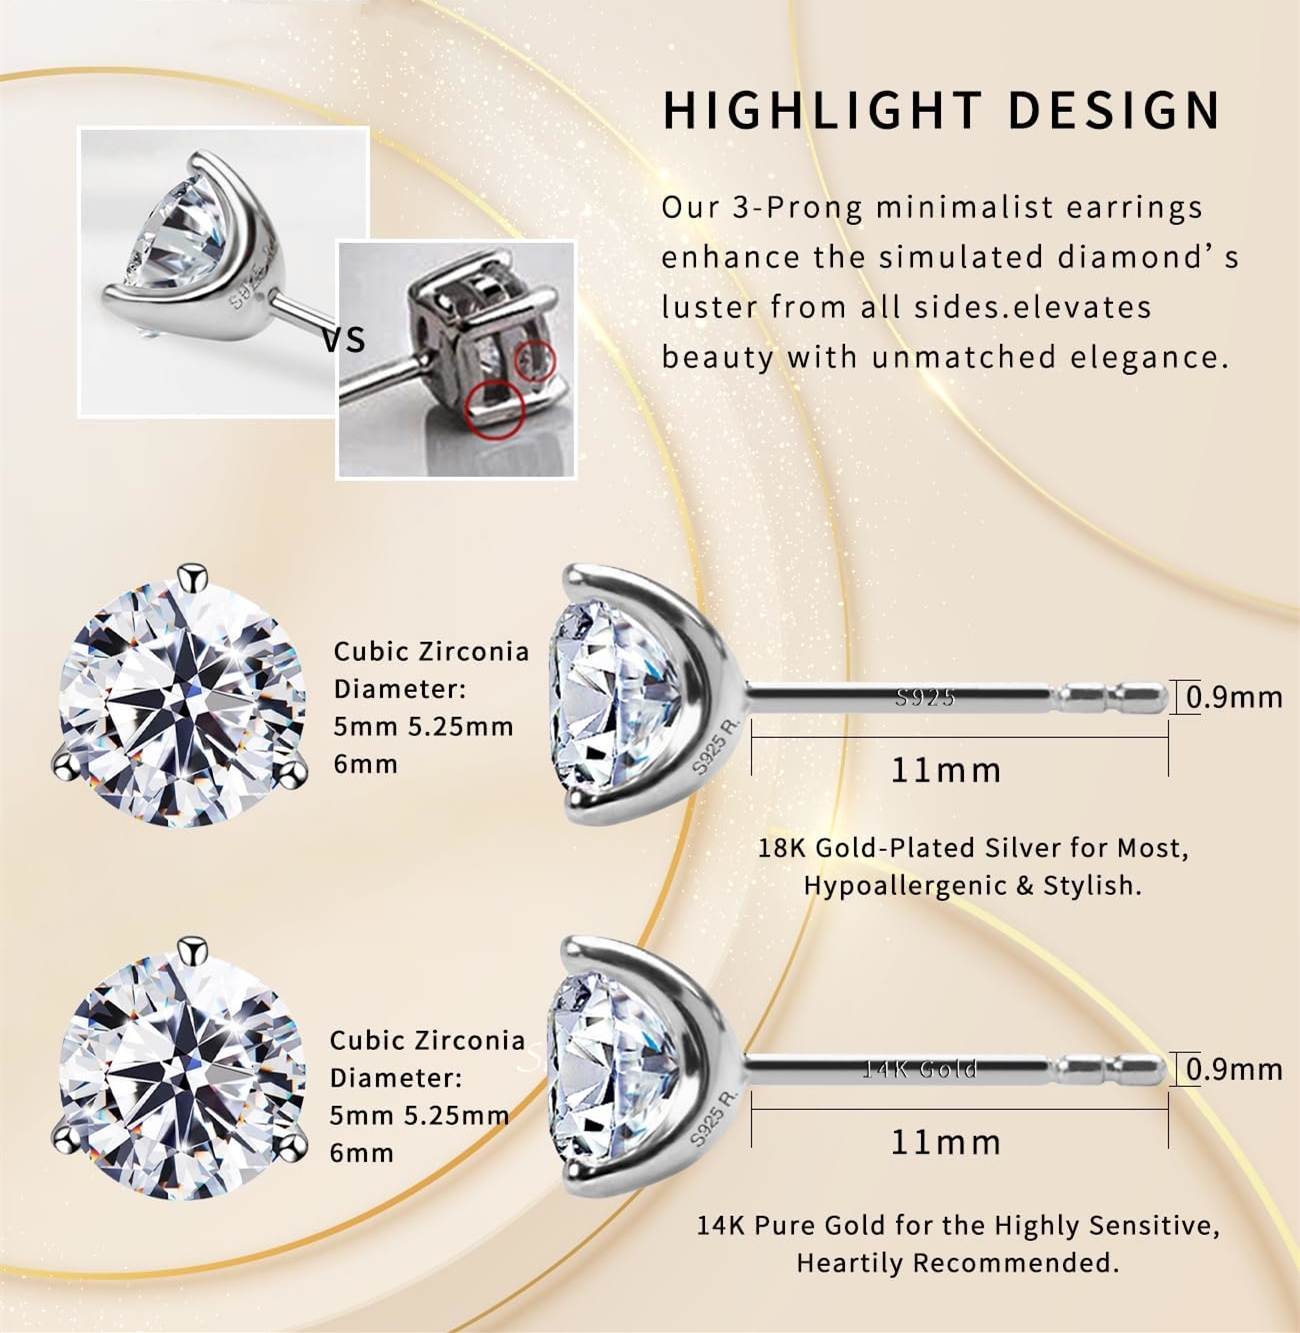 HIGHLIGHT DESIGN
Our 3-Prong minimalist earrings
enhance the simulated diamond's
luster from all sides.elevates
beauty with unmatched elegance.
S925
VS
Cubic Zirconia
Diameter:
5mm 5.25mm
6mm
S925 R.
S925
0.9mm
11mm
18K Gold-Plated Silver for Most,
Hypoallergenic & Stylish.
Cubic Zirconia
Diameter:
5mm 5.25mm
6mm
S925 R.
14K Gold
0.9mm
11mm
14K Pure Gold for the Highly Sensitive,
Heartily Recommended.